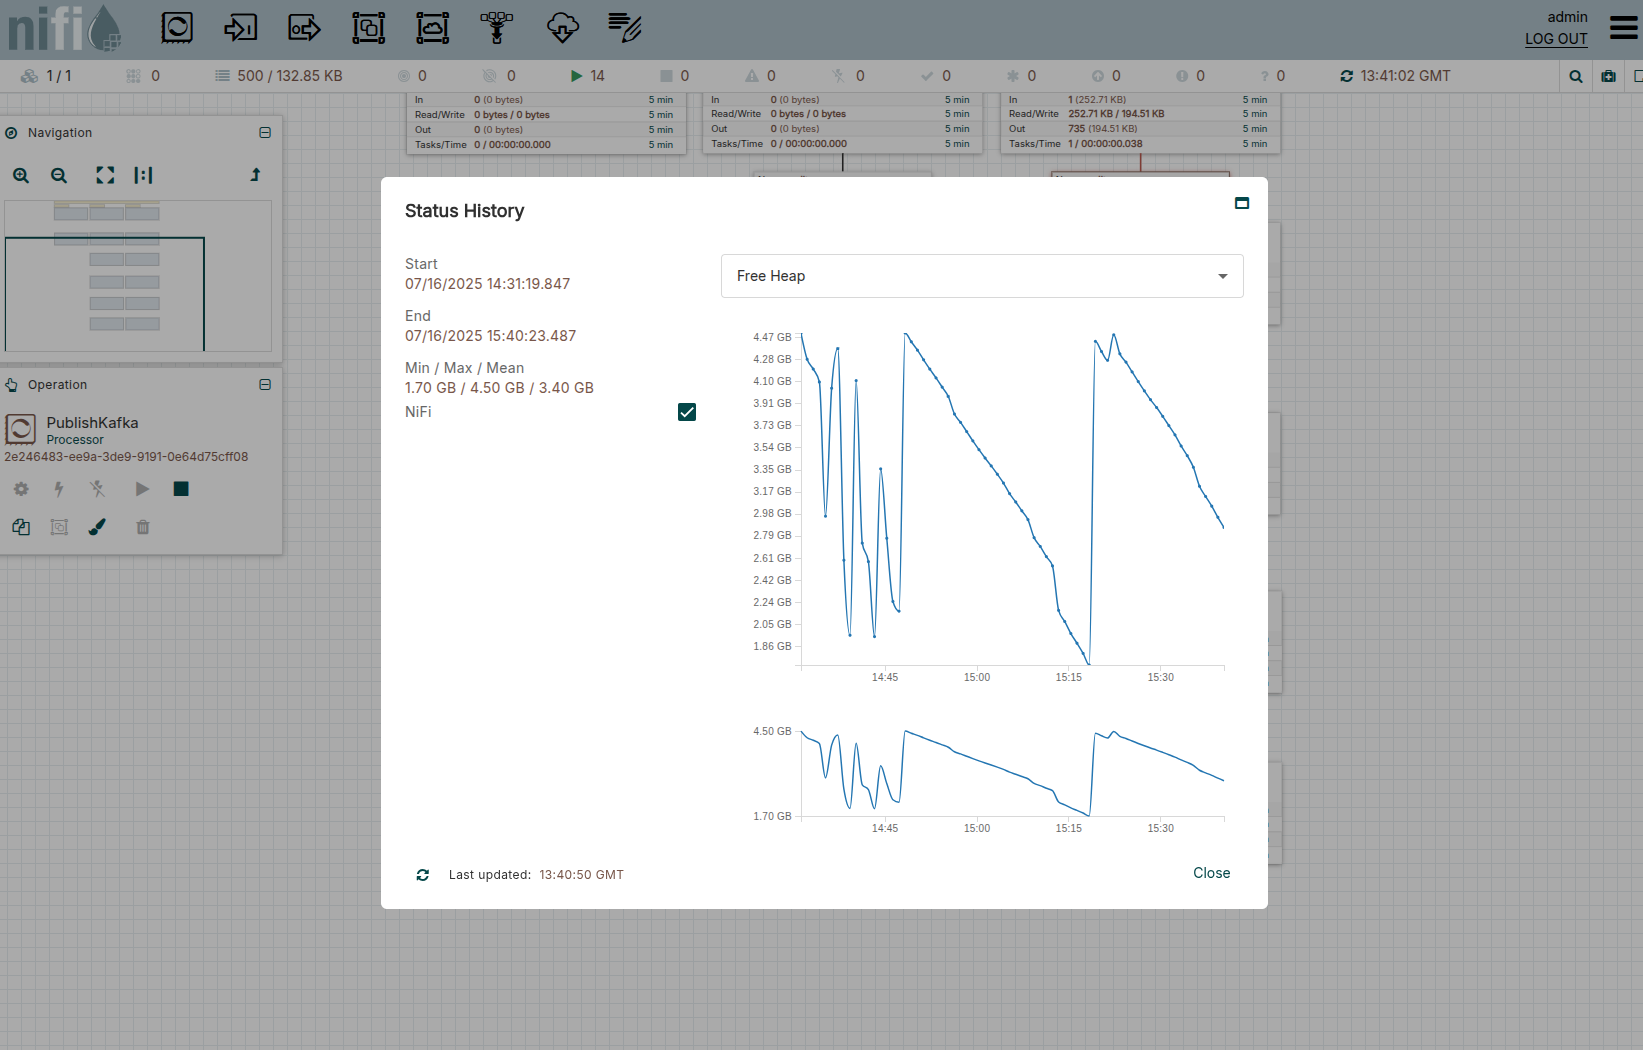 nifi
admin
LOG OUT
1 / 1
0
500 / 132.85 KB
0
0
14
0
0
0
0
0
0
0
0
13:41:02 GMT
In 0 (0 bytes) 5 min
Read/Write 0 bytes / 0 bytes 5 min
Out 0 (0 bytes) 5 min
Tasks/Time 0 / 00:00:00.000 5 min
In 0 (0 bytes) 5 min
Read/Write 0 bytes / 0 bytes 5 min
Out 0 (0 bytes) 5 min
Tasks/Time 0 / 00:00:00.000 5 min
In 1 (252.71 KB) 5 min
Read/Write 252.71 KB / 194.51 KB 5 min
Out 735 (194.51 KB) 5 min
Tasks/Time 1 / 00:00:00.038 5 min
Navigation
Operation
PublishKafka
Processor
2e246483-ee9a-3de9-9191-0e64d75cff08
Status History
Start
07/16/2025 14:31:19.847
End
07/16/2025 15:40:23.487
Min / Max / Mean
1.70 GB / 4.50 GB / 3.40 GB
NiFi
Free Heap
4.47 GB
4.28 GB
4.10 GB
3.91 GB
3.73 GB
3.54 GB
3.35 GB
3.17 GB
2.98 GB
2.79 GB
2.61 GB
2.42 GB
2.24 GB
2.05 GB
1.86 GB
14:45 15:00 15:15 15:30
4.50 GB
1.70 GB
14:45 15:00 15:15 15:30
Last updated: 13:40:50 GMT
Close